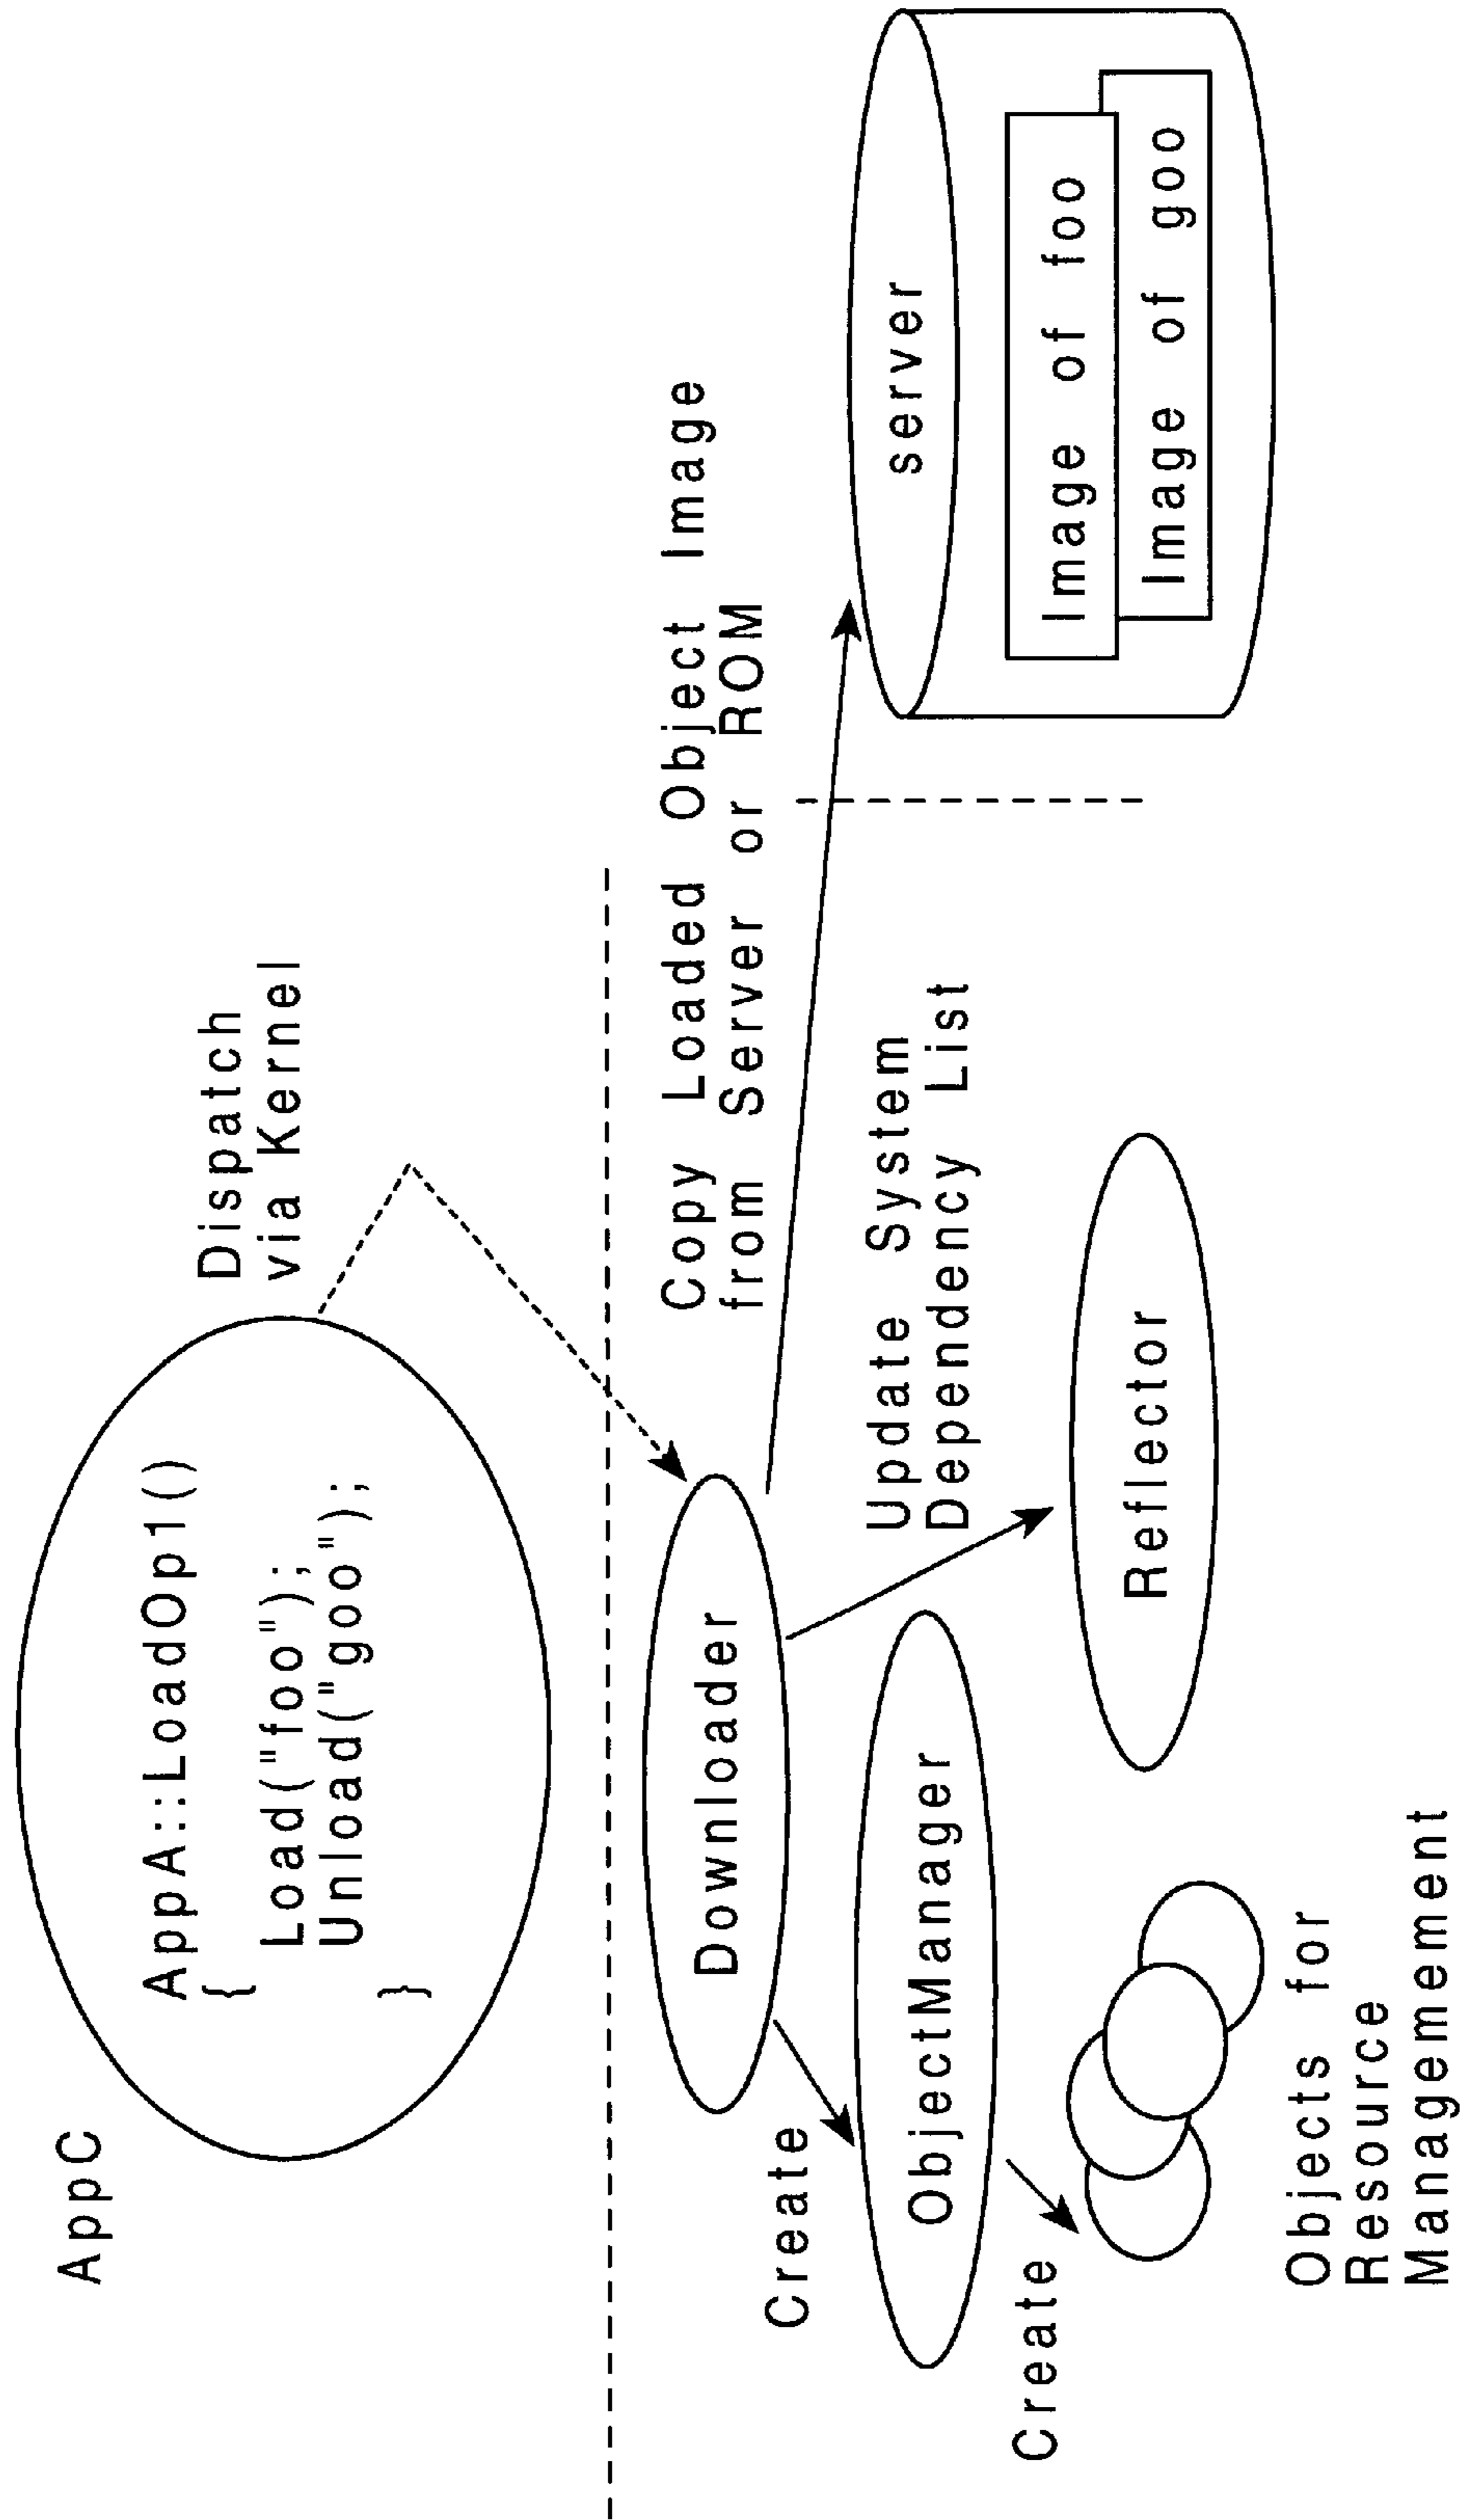 AppC
AppA::LoadOp1()
{
Load("foo");
Unload("goo");
}
Dispatch
via Kernel
Downloader
Copy Loaded Object Image
from Server or ROM
Create
ObjectManager
Update System
Dependency List
Reflector
Create
Objects for
Resource
Management
server
Image of foo
Image of goo